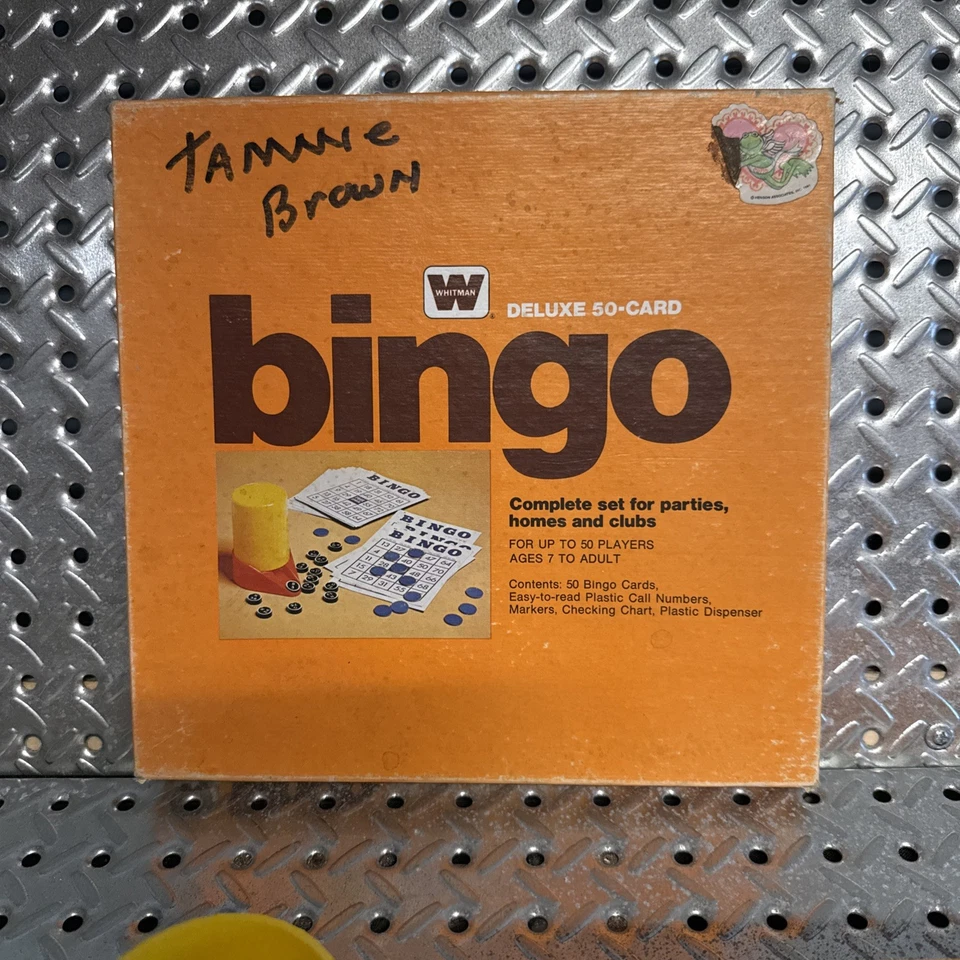 TAMMIE
Brown
WHITMAN
DELUXE 50-CARD
bingo
BINGO
BINGO
BINGO
BINGO
Complete set for parties,
homes and clubs
FOR UP TO 50 PLAYERS
AGES 7 TO ADULT
Contents: 50 Bingo Cards,
Easy-to-read Plastic Call Numbers,
Markers, Checking Chart, Plastic Dispenser